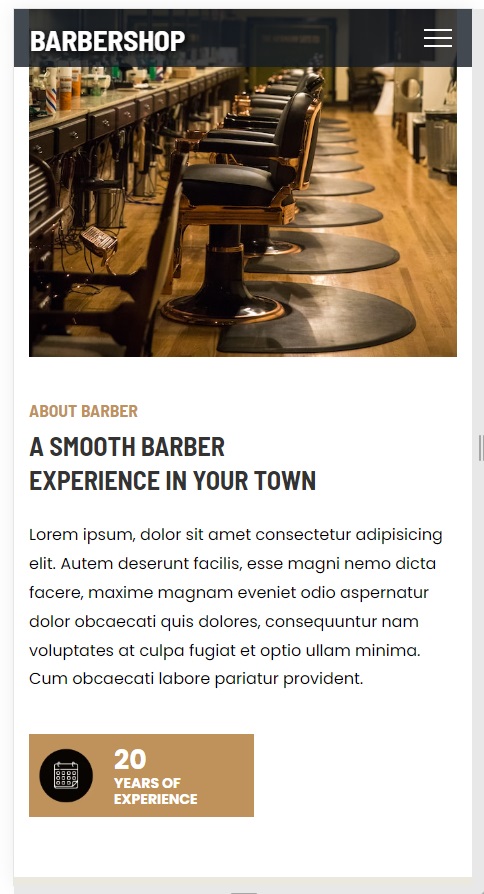 BARBERSHOP
ABOUT BARBER
A SMOOTH BARBER
EXPERIENCE IN YOUR TOWN
Lorem ipsum, dolor sit amet consectetur adipisicing
elit. Autem deserunt facilis, esse magni nemo dicta
facere, maxime magnam eveniet odio aspernatur
dolor obcaecati quis dolores, consequuntur nam
voluptates at culpa fugiat et optio ullam minima.
Cum obcaecati labore pariatur provident.
20
YEARS OF
EXPERIENCE